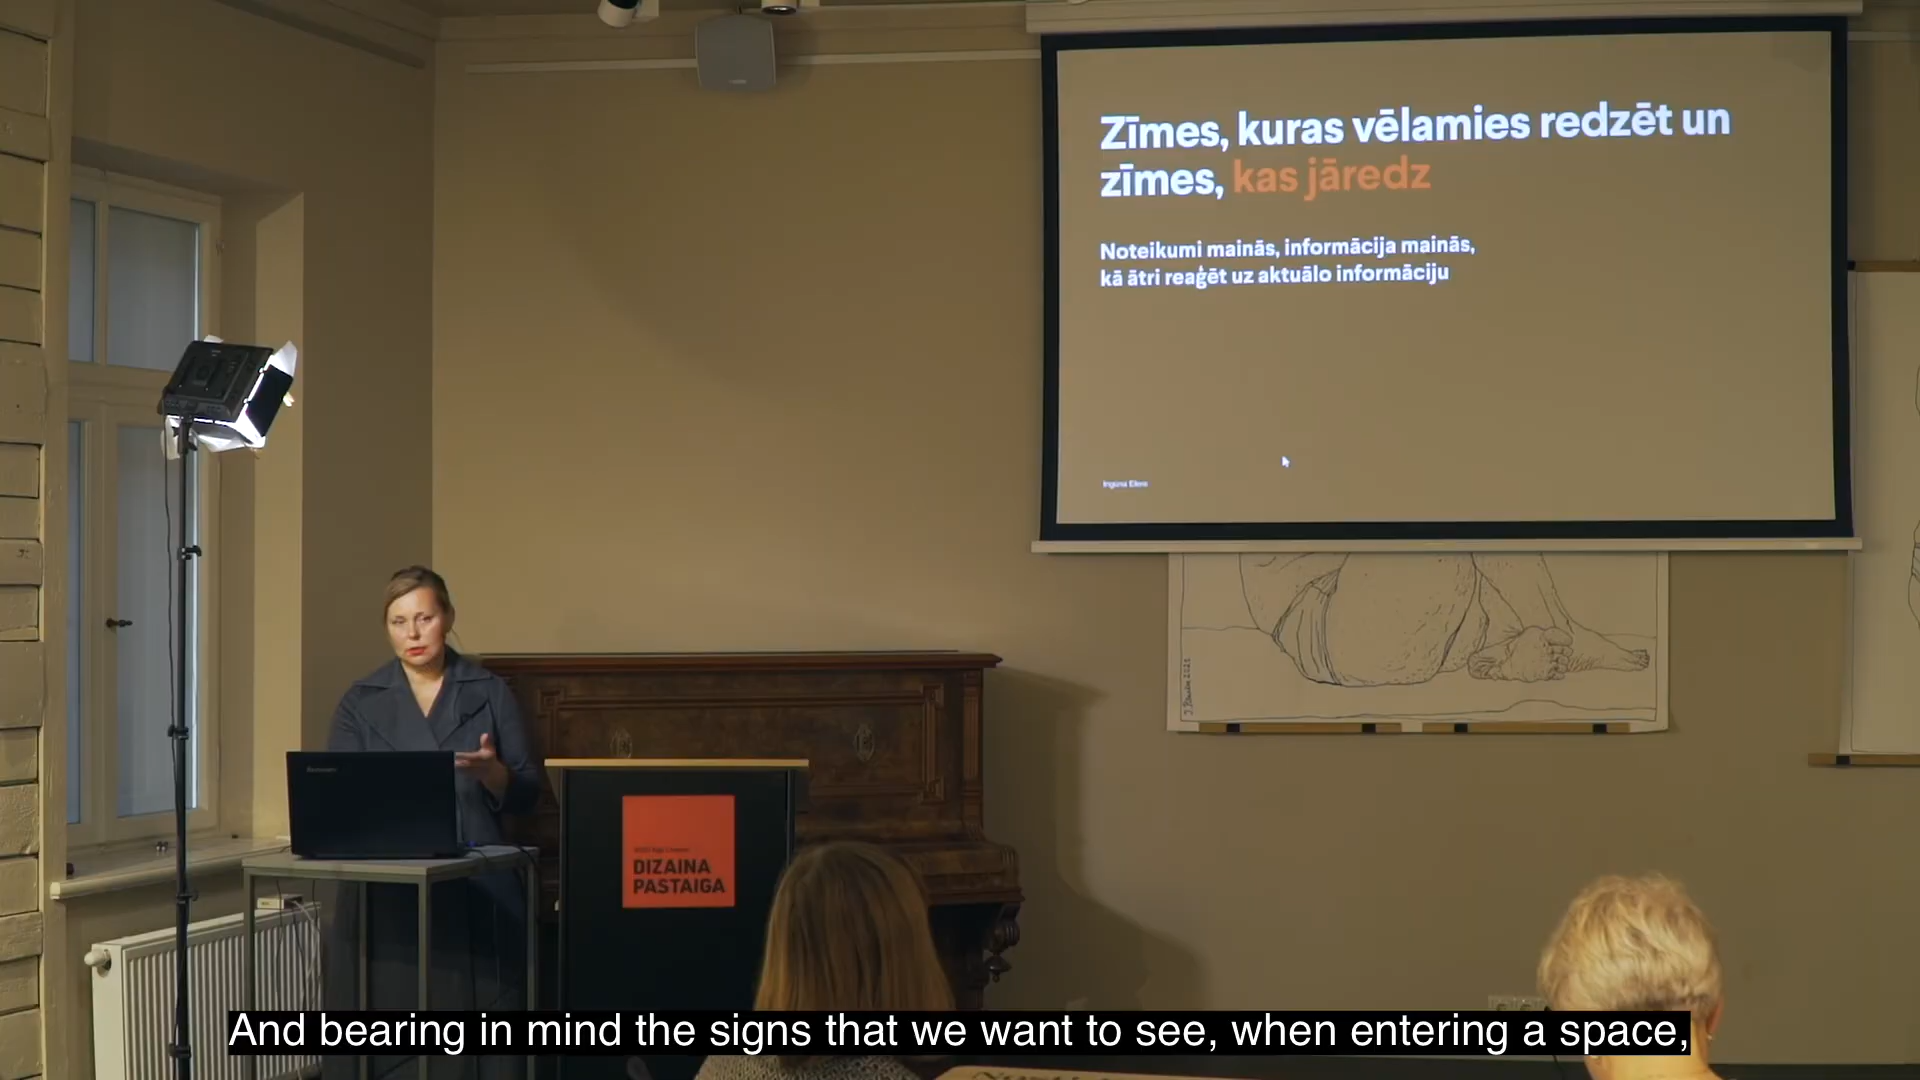 Zīmes, kuras vēlamies redzēt un
zīmes, kas jāredz
Noteikumi mainās, informācija mainās,
kā ātri reaģēt uz aktuālo informāciju
DIZAINA
PASTAIGA
And bearing in mind the signs that we want to see, when entering a space,